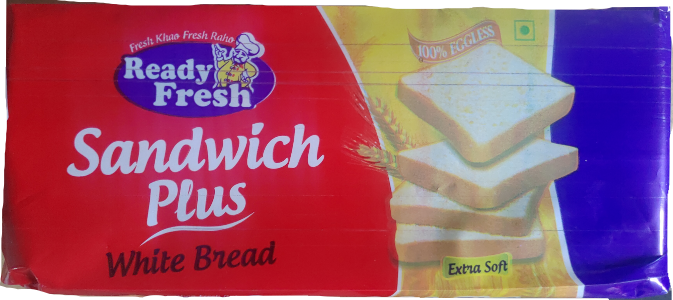 Fresh Khao Fresh Raho
Ready
Fresh
Sandwich
Plus
White Bread
100% EGGLESS
Extra Soft